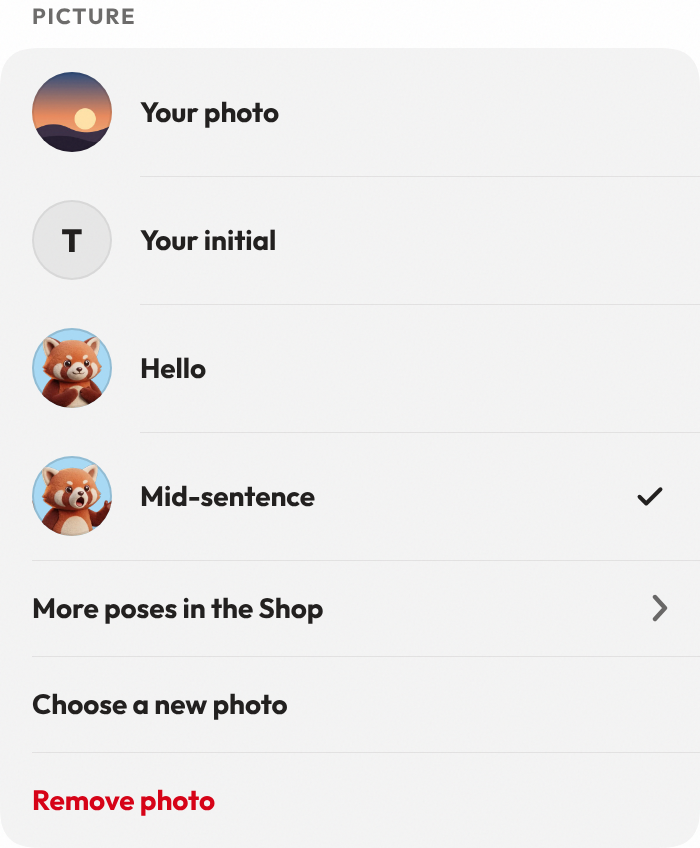 PICTURE
Your photo
T
Your initial
Hello
Mid-sentence
More poses in the Shop
Choose a new photo
Remove photo